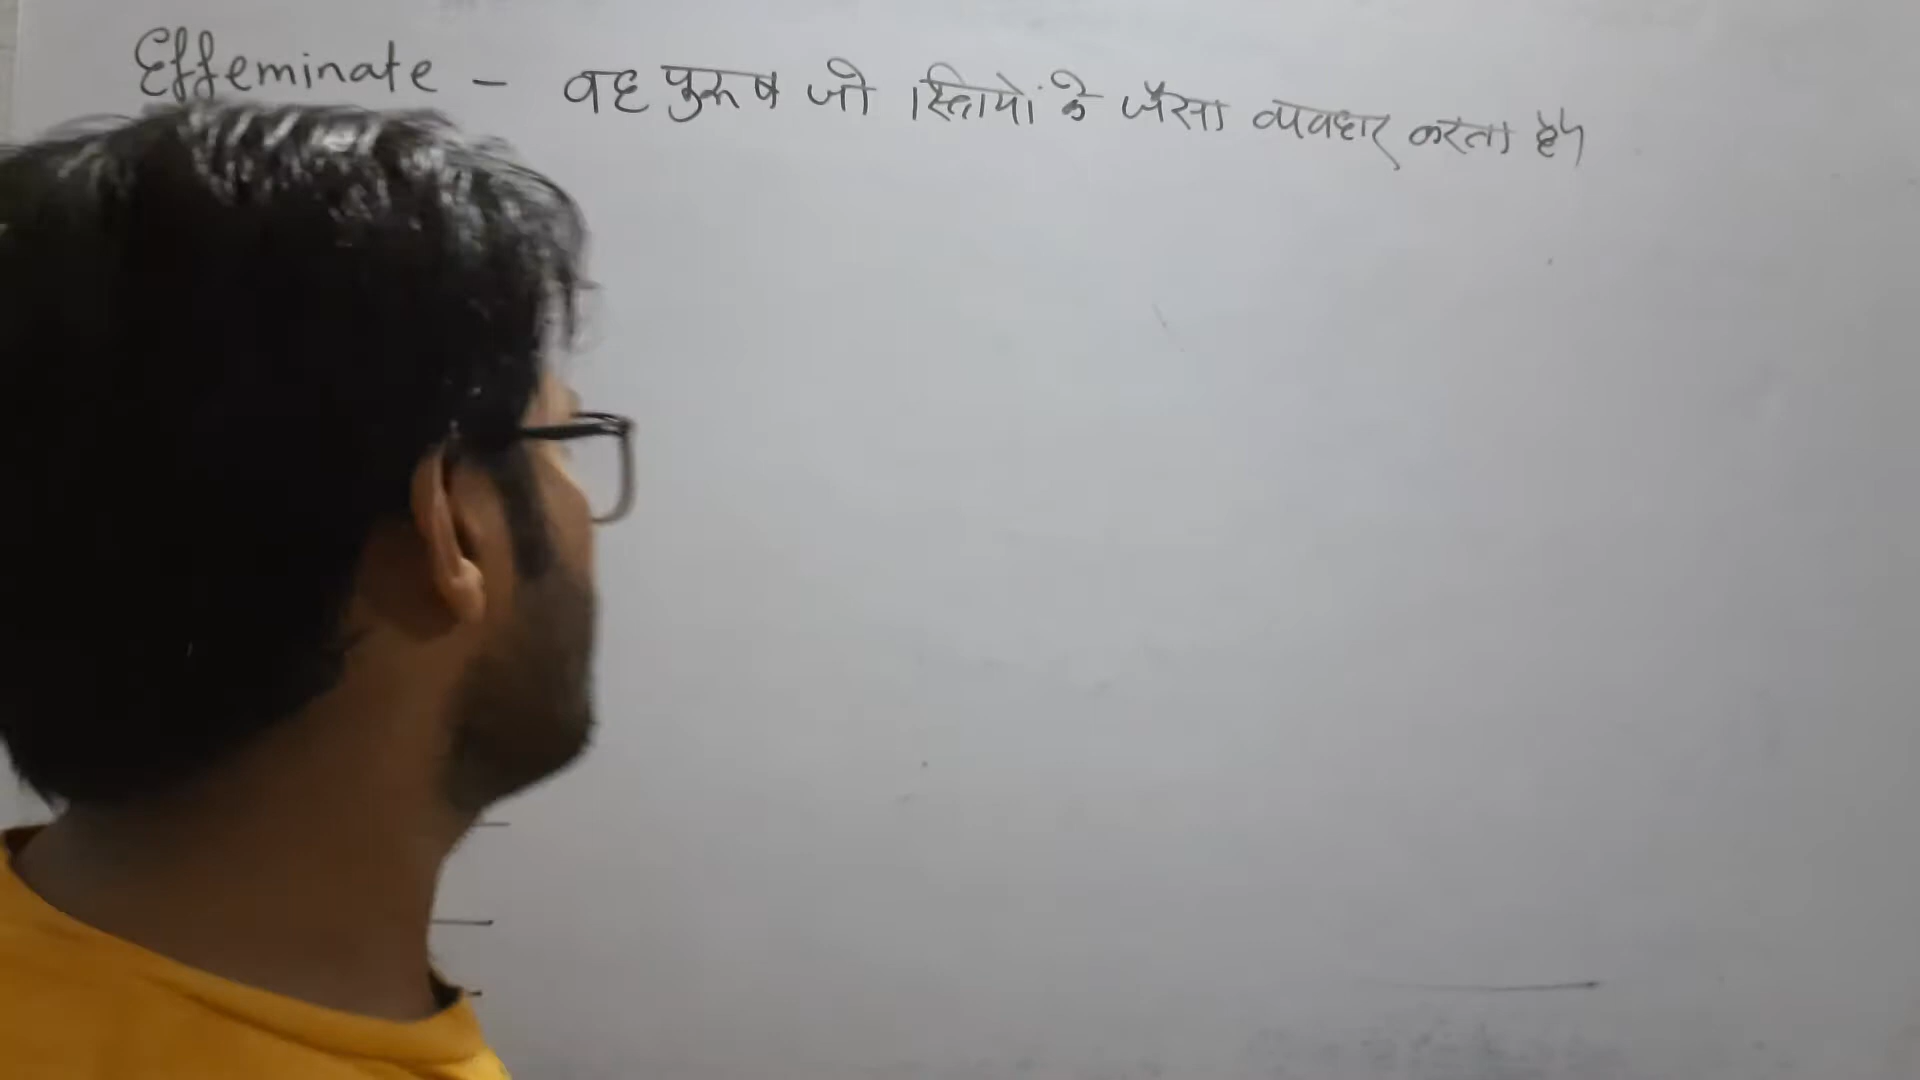 Effeminate - वह पुरूष जो स्त्रियों के जैसा व्यवहार करता है।